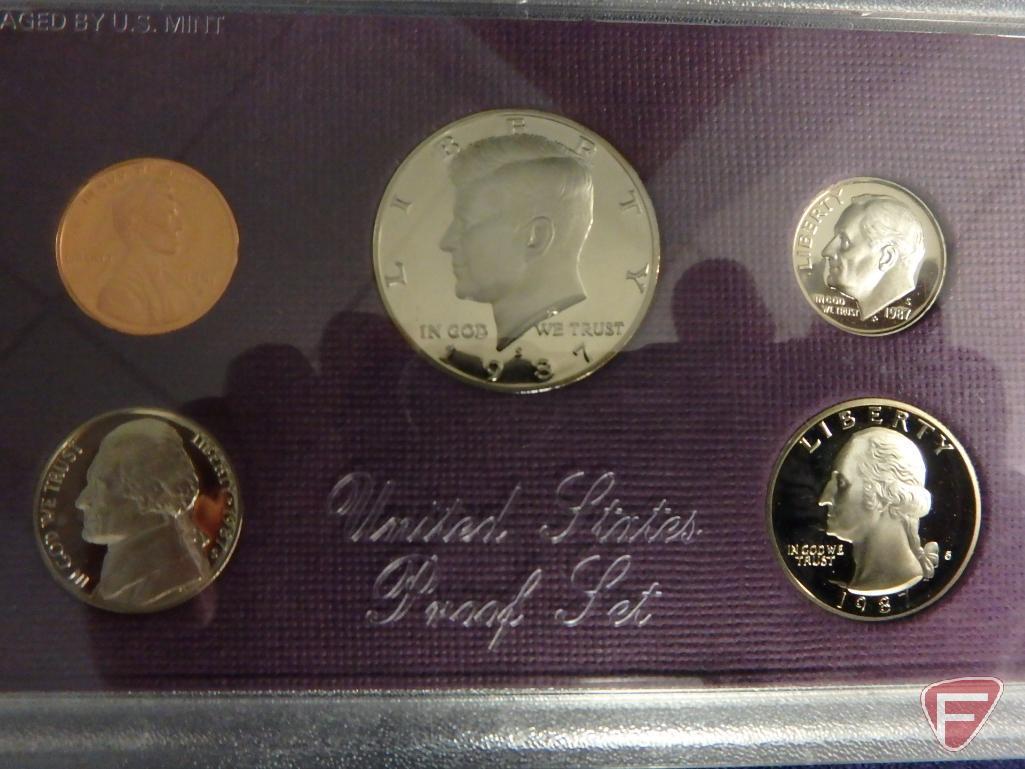 AGED BY U.S. MINT
LIBERTY
IN GOD WE TRUST
1987
LIBERTY
IN GOD
WE TRUST
S
1987
IN GOD WE TRUST
LIBERTY
IN GOD WE
TRUST
S
1987
United States
Proof Set
F